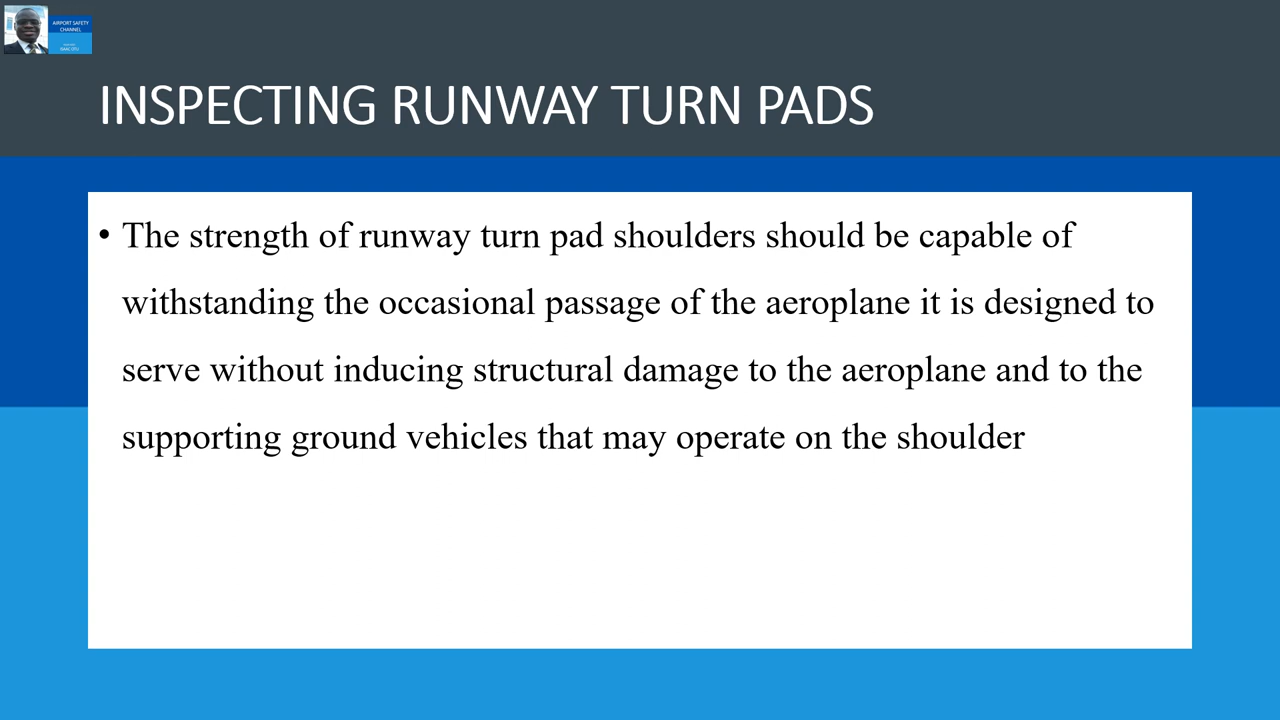 AIRPORT SAFETY
CHANNEL
INSPECTING RUNWAY TURN PADS
• The strength of runway turn pad shoulders should be capable of
withstanding the occasional passage of the aeroplane it is designed to
serve without inducing structural damage to the aeroplane and to the
supporting ground vehicles that may operate on the shoulder